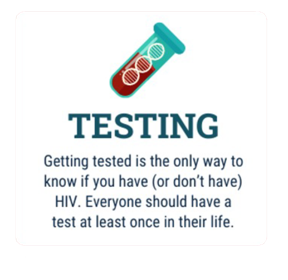 TESTING
Getting tested is the only way to
know if you have (or don't have)
HIV. Everyone should have a
test at least once in their life.